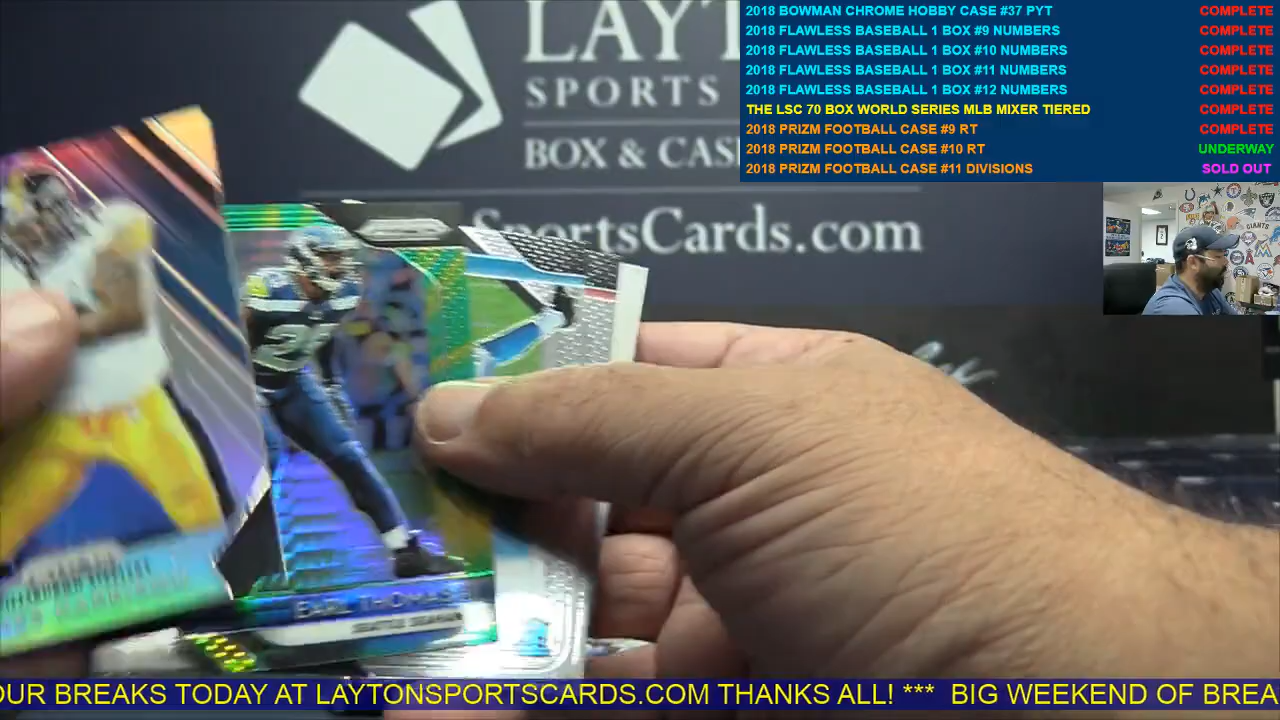 LAYT
SPORTS
BOX & CAS
SportsCards.com
2018 BOWMAN CHROME HOBBY CASE #37 PYT COMPLETE
2018 FLAWLESS BASEBALL 1 BOX #9 NUMBERS COMPLETE
2018 FLAWLESS BASEBALL 1 BOX #10 NUMBERS COMPLETE
2018 FLAWLESS BASEBALL 1 BOX #11 NUMBERS COMPLETE
2018 FLAWLESS BASEBALL 1 BOX #12 NUMBERS COMPLETE
THE LSC 70 BOX WORLD SERIES MLB MIXER TIERED COMPLETE
2018 PRIZM FOOTBALL CASE #9 RT COMPLETE
2018 PRIZM FOOTBALL CASE #10 RT UNDERWAY
2018 PRIZM FOOTBALL CASE #11 DIVISIONS SOLD OUT
EARL THOMAS
OUR BREAKS TODAY AT LAYTONSPORTSCARDS.COM THANKS ALL! *** BIG WEEKEND OF BREA